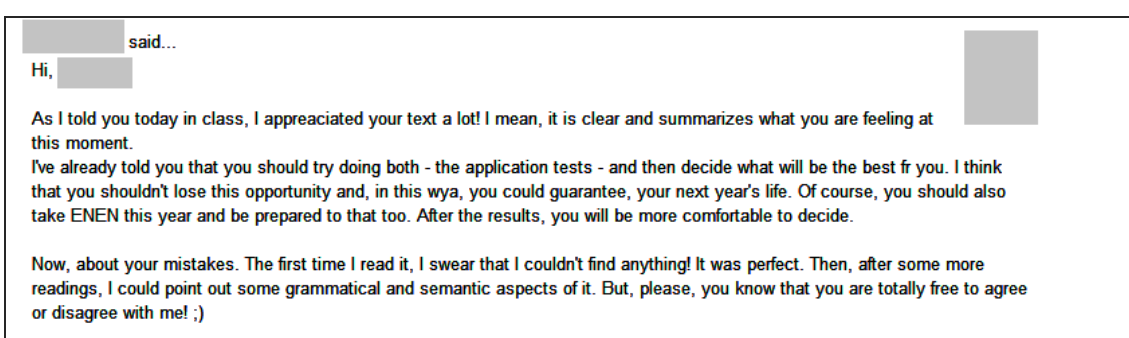 said...
Hi,
As I told you today in class, I appreaciated your text a lot! I mean, it is clear and summarizes what you are feeling at
this moment.
I've already told you that you should try doing both - the application tests - and then decide what will be the best fr you. I think
that you shouldn't lose this opportunity and, in this wya, you could guarantee, your next year's life. Of course, you should also
take ENEN this year and be prepared to that too. After the results, you will be more comfortable to decide.
Now, about your mistakes. The first time I read it, I swear that I couldn't find anything! It was perfect. Then, after some more
readings, I could point out some grammatical and semantic aspects of it. But, please, you know that you are totally free to agree
or disagree with me! ;)